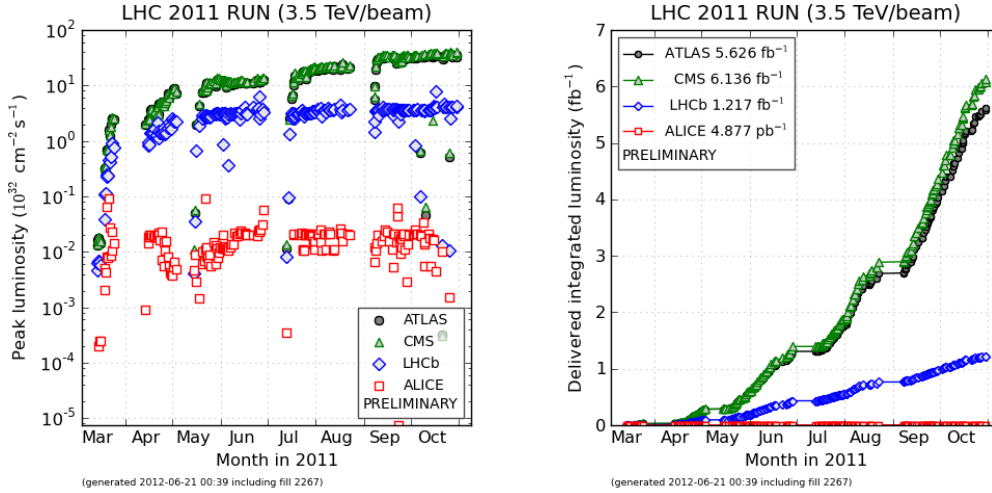 LHC 2011 RUN (3.5 TeV/beam)
Peak luminosity (10³² cm⁻² s⁻¹)
10²
10¹
10⁰
10⁻¹
10⁻²
10⁻³
10⁻⁴
10⁻⁵
ATLAS
CMS
LHCb
ALICE
PRELIMINARY
Mar Apr May Jun Jul Aug Sep Oct
Month in 2011
(generated 2012-06-21 00:39 including fill 2267)
LHC 2011 RUN (3.5 TeV/beam)
Delivered integrated luminosity (fb⁻¹)
7
6
5
4
3
2
1
0
ATLAS 5.626 fb⁻¹
CMS 6.136 fb⁻¹
LHCb 1.217 fb⁻¹
ALICE 4.877 pb⁻¹
PRELIMINARY
Mar Apr May Jun Jul Aug Sep Oct
Month in 2011
(generated 2012-06-21 00:39 including fill 2267)